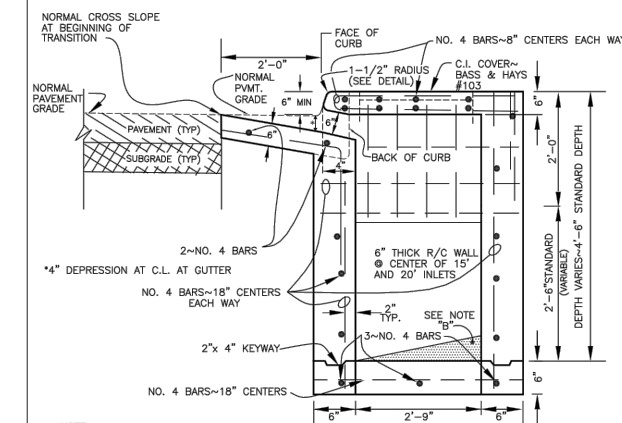 NORMAL CROSS SLOPE
AT BEGINNING OF
TRANSITION
FACE OF
CURB
NO. 4 BARS~8" CENTERS EACH WAY
2'-0"
C.I. COVER~
BASS & HAYS
#103
1-1/2" RADIUS
(SEE DETAIL)
NORMAL
PVMT.
GRADE
6" MIN
6"
NORMAL
PAVEMENT
GRADE
*
6"
PAVEMENT (TYP)
6"
SUBGRADE (TYP)
BACK OF CURB
4"
2'-0"
DEPTH VARIES~4'-6" STANDARD DEPTH
2~NO. 4 BARS
6" THICK R/C WALL
@ CENTER OF 15'
AND 20' INLETS
*4" DEPRESSION AT C.L. AT GUTTER
2'-6"STANDARD
(VARIABLE)
NO. 4 BARS~18" CENTERS
EACH WAY
2"
TYP.
SEE NOTE
"B"
3~NO. 4 BARS
2"x 4" KEYWAY
6"
NO. 4 BARS~18" CENTERS
6"
2'-9"
6"